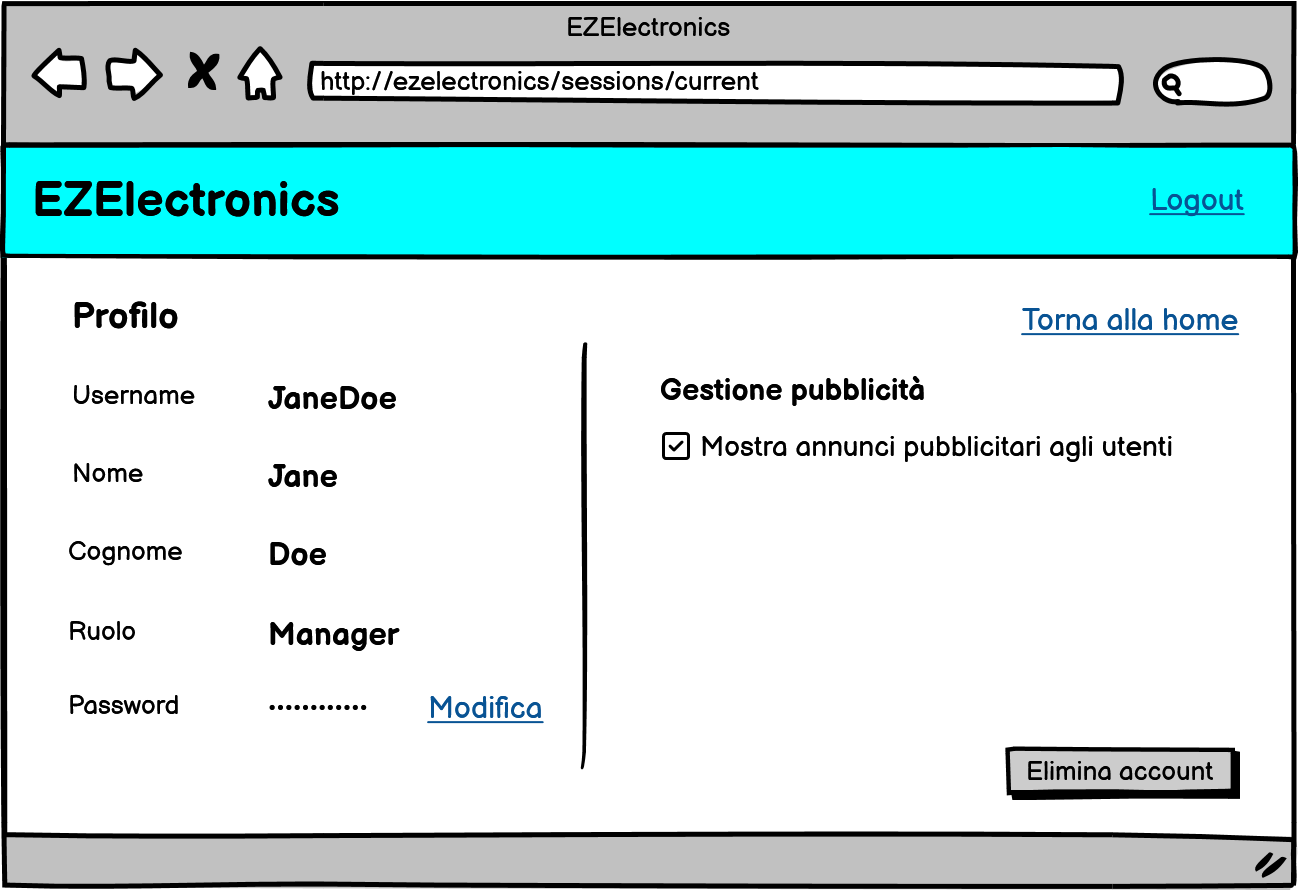 EZElectronics
http://ezelectronics/sessions/current
EZElectronics
Logout
Profilo
Torna alla home
Username JaneDoe
Nome Jane
Cognome Doe
Ruolo Manager
Password ············ Modifica
Gestione pubblicità
Mostra annunci pubblicitari agli utenti
Elimina account